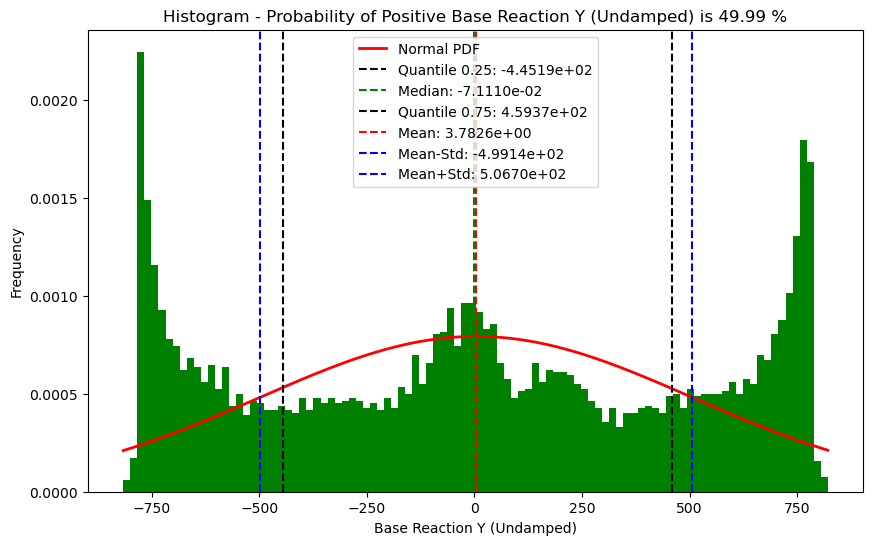 Histogram - Probability of Positive Base Reaction Y (Undamped) is 49.99 %
Normal PDF
Quantile 0.25: -4.4519e+02
Median: -7.1110e-02
Quantile 0.75: 4.5937e+02
Mean: 3.7826e+00
Mean-Std: -4.9914e+02
Mean+Std: 5.0670e+02
Frequency
0.0020
0.0015
0.0010
0.0005
0.0000
−750
−500
−250
0
250
500
750
Base Reaction Y (Undamped)